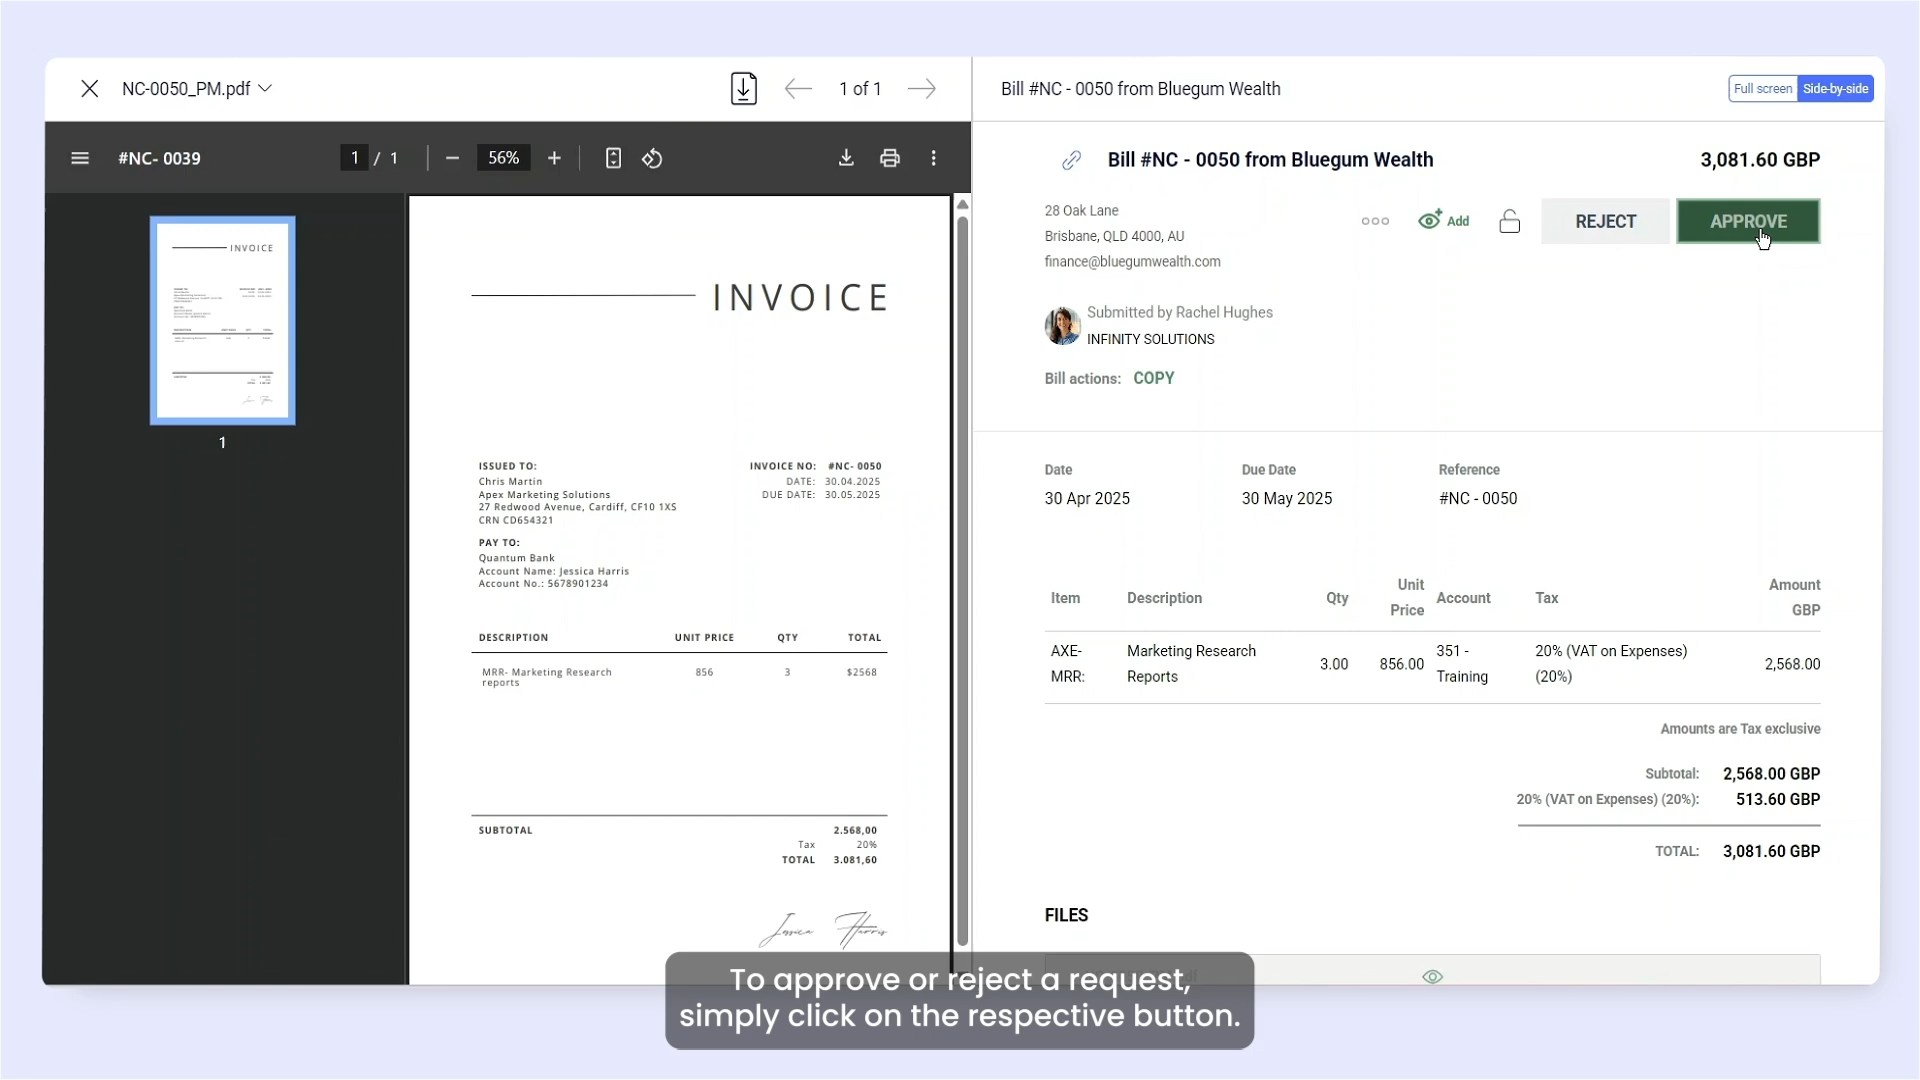 NC-0050_PM.pdf
1 of 1
#NC- 0039
1 / 1
56%
INVOICE
1
INVOICE
ISSUED TO:
Chris Martin
Apex Marketing Solutions
27 Redwood Avenue, Cardiff, CF10 1XS
CRN CD654321
INVOICE NO: #NC- 0050
DATE: 30.04.2025
DUE DATE: 30.05.2025
PAY TO:
Quantum Bank
Account Name: Jessica Harris
Account No.: 5678901234
DESCRIPTION UNIT PRICE QTY TOTAL
MRR- Marketing Research 856 3 $2568
reports
SUBTOTAL 2.568,00
Tax 20%
TOTAL 3.081,60
Jessica Harris
Bill #NC - 0050 from Bluegum Wealth
Full screen Side-by-side
Bill #NC - 0050 from Bluegum Wealth 3,081.60 GBP
28 Oak Lane
Brisbane, QLD 4000, AU
finance@bluegumwealth.com
Add REJECT APPROVE
Submitted by Rachel Hughes
INFINITY SOLUTIONS
Bill actions: COPY
Date Due Date Reference
30 Apr 2025 30 May 2025 #NC - 0050
Item Description Qty Unit Price Account Tax Amount GBP
AXE- Marketing Research 3.00 856.00 351 - 20% (VAT on Expenses) 2,568.00
MRR: Reports Training (20%)
Amounts are Tax exclusive
Subtotal: 2,568.00 GBP
20% (VAT on Expenses) (20%): 513.60 GBP
TOTAL: 3,081.60 GBP
FILES
To approve or reject a request,
simply click on the respective button.